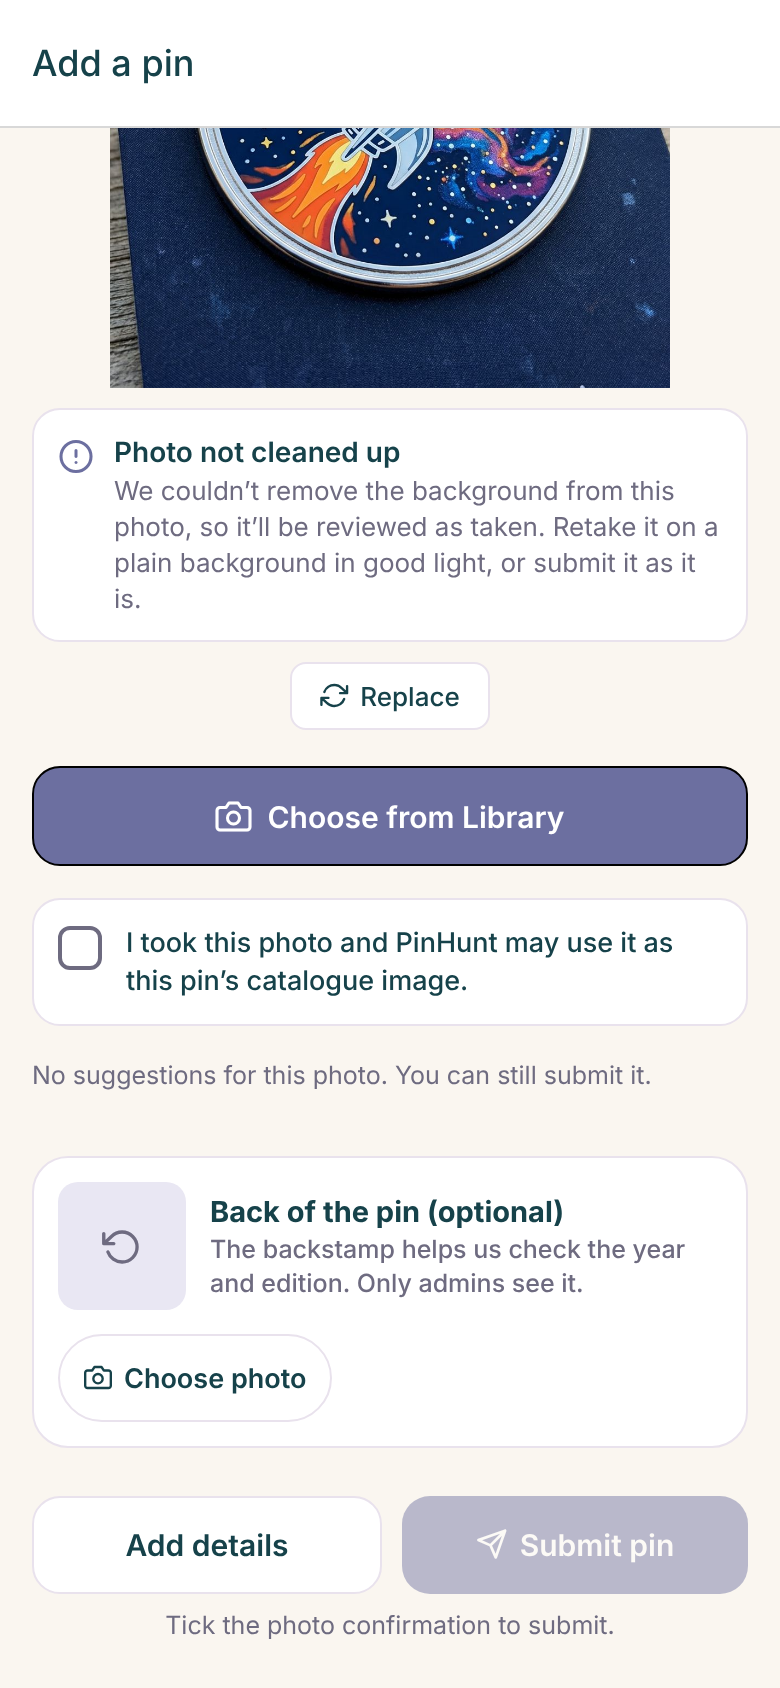 Add a pin
Photo not cleaned up
We couldn’t remove the background from this
photo, so it’ll be reviewed as taken. Retake it on a
plain background in good light, or submit it as it
is.
Replace
Choose from Library
I took this photo and PinHunt may use it as
this pin’s catalogue image.
No suggestions for this photo. You can still submit it.
Back of the pin (optional)
The backstamp helps us check the year
and edition. Only admins see it.
Choose photo
Add details
Submit pin
Tick the photo confirmation to submit.